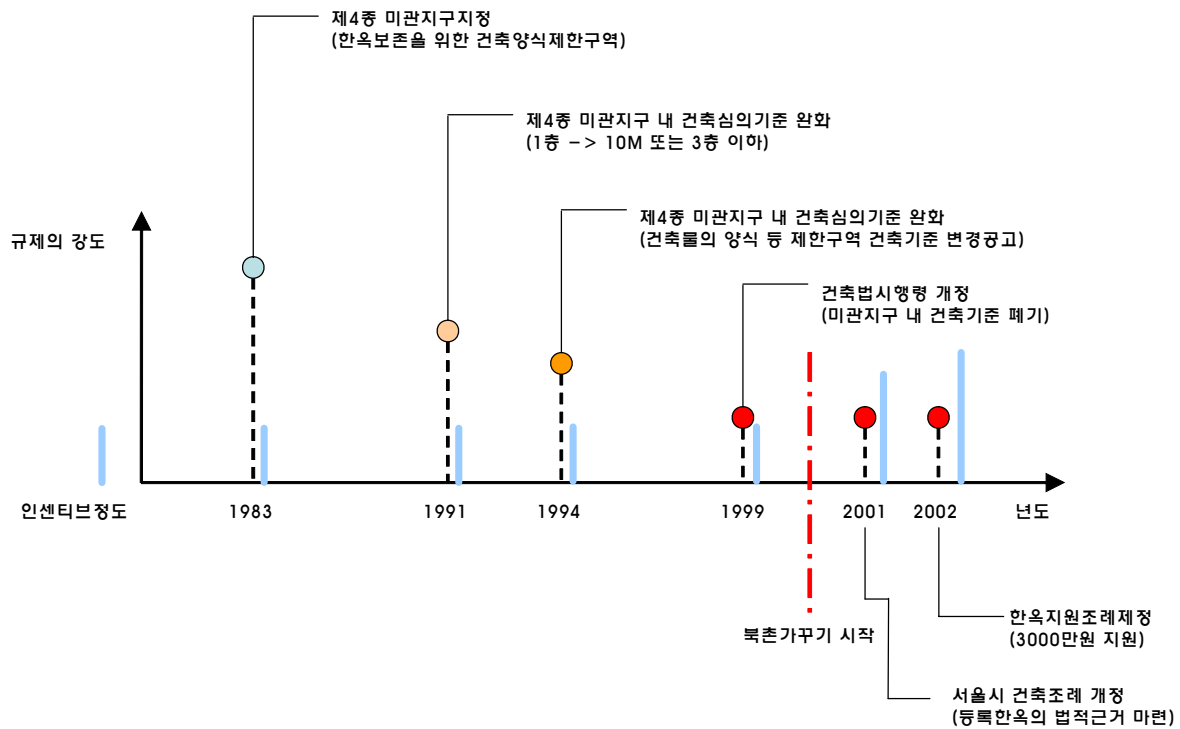 제4종 미관지구지정
(한옥보존을 위한 건축양식제한구역)
제4종 미관지구 내 건축심의기준 완화
(1층 -> 10M 또는 3층 이하)
제4종 미관지구 내 건축심의기준 완화
(건축물의 양식 등 제한구역 건축기준 변경공고)
규제의 강도
건축법시행령 개정
(미관지구 내 건축기준 폐기)
인센티브정도
1983
1991
1994
1999
2001
2002
년도
북촌가꾸기 시작
한옥지원조례제정
(3000만원 지원)
서울시 건축조례 개정
(등록한옥의 법적근거 마련)